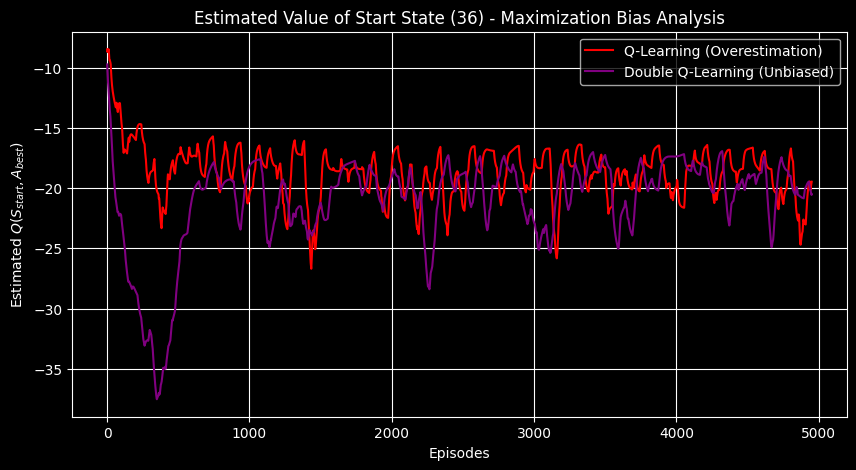 Estimated Value of Start State (36) - Maximization Bias Analysis
Q-Learning (Overestimation)
Double Q-Learning (Unbiased)
Estimated Q(S_start, A_best)
−10
−15
−20
−25
−30
−35
0 1000 2000 3000 4000 5000
Episodes